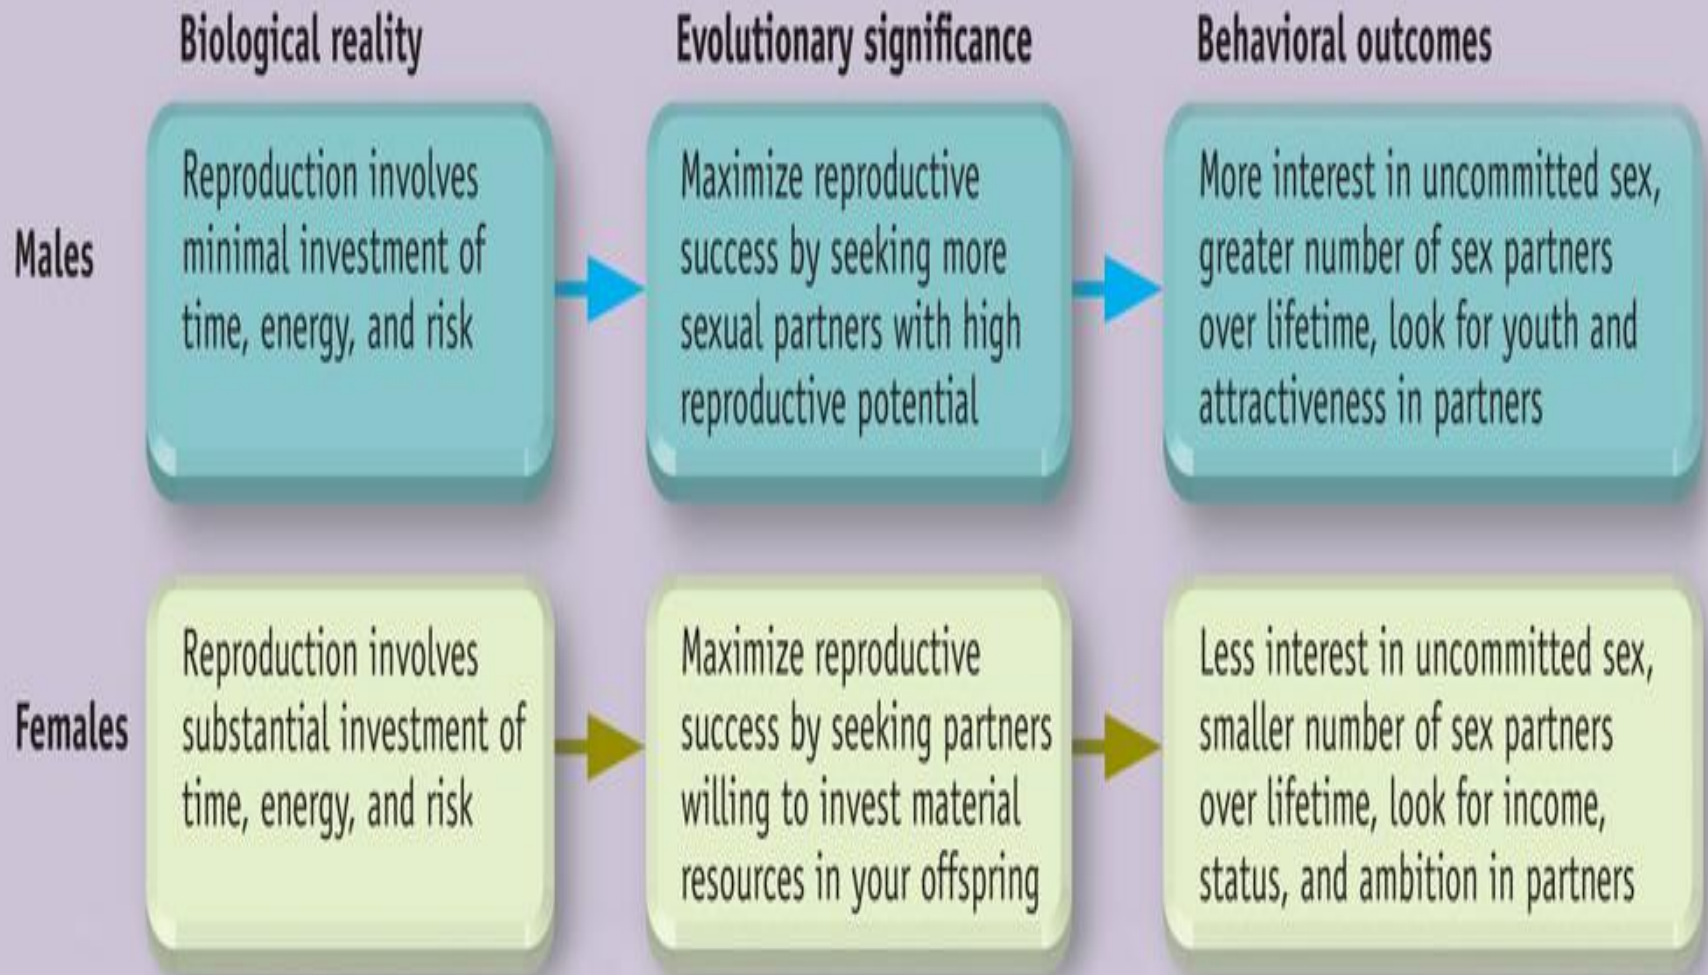 Biological reality
Evolutionary significance
Behavioral outcomes
Males
Reproduction involves
minimal investment of
time, energy, and risk
Maximize reproductive
success by seeking more
sexual partners with high
reproductive potential
More interest in uncommitted sex,
greater number of sex partners
over lifetime, look for youth and
attractiveness in partners
Females
Reproduction involves
substantial investment of
time, energy, and risk
Maximize reproductive
success by seeking partners
willing to invest material
resources in your offspring
Less interest in uncommitted sex,
smaller number of sex partners
over lifetime, look for income,
status, and ambition in partners